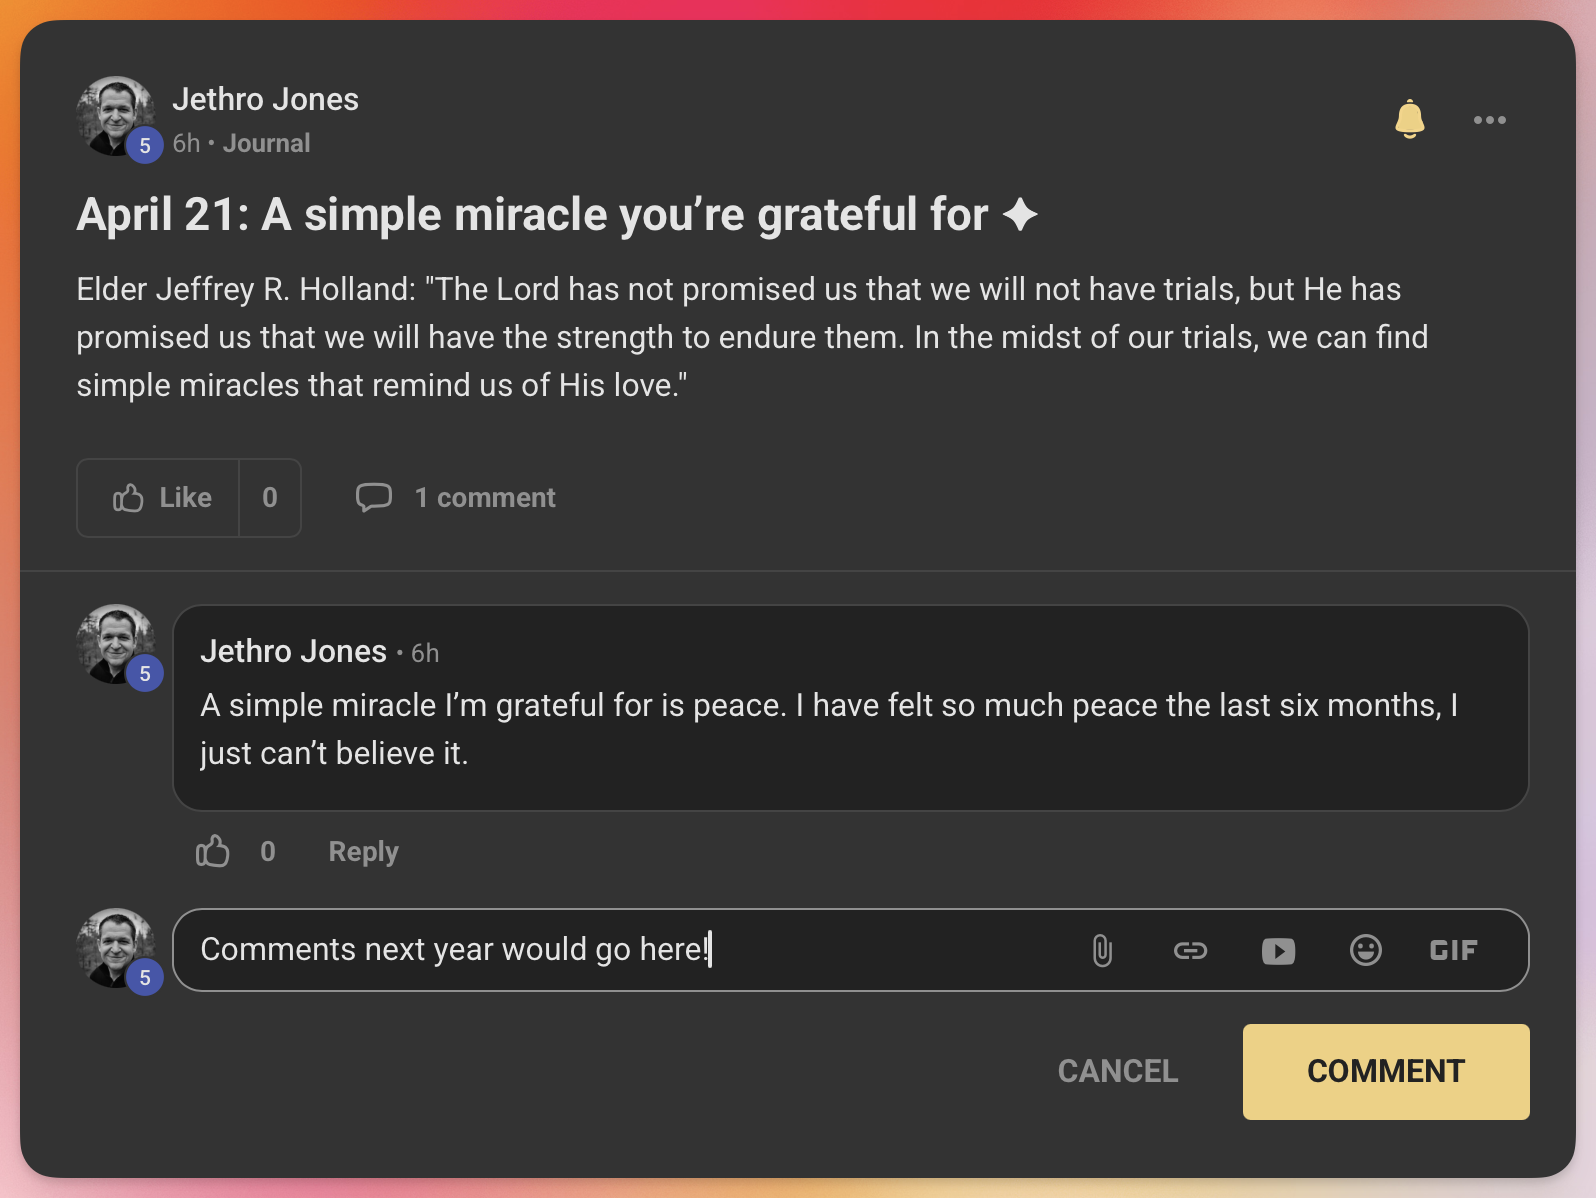 Jethro Jones
5
6h • Journal
April 21: A simple miracle you’re grateful for
Elder Jeffrey R. Holland: "The Lord has not promised us that we will not have trials, but He has
promised us that we will have the strength to endure them. In the midst of our trials, we can find
simple miracles that remind us of His love."
Like 0 1 comment
Jethro Jones • 6h
5
A simple miracle I’m grateful for is peace. I have felt so much peace the last six months, I
just can’t believe it.
0 Reply
Comments next year would go here! GIF
5
CANCEL COMMENT